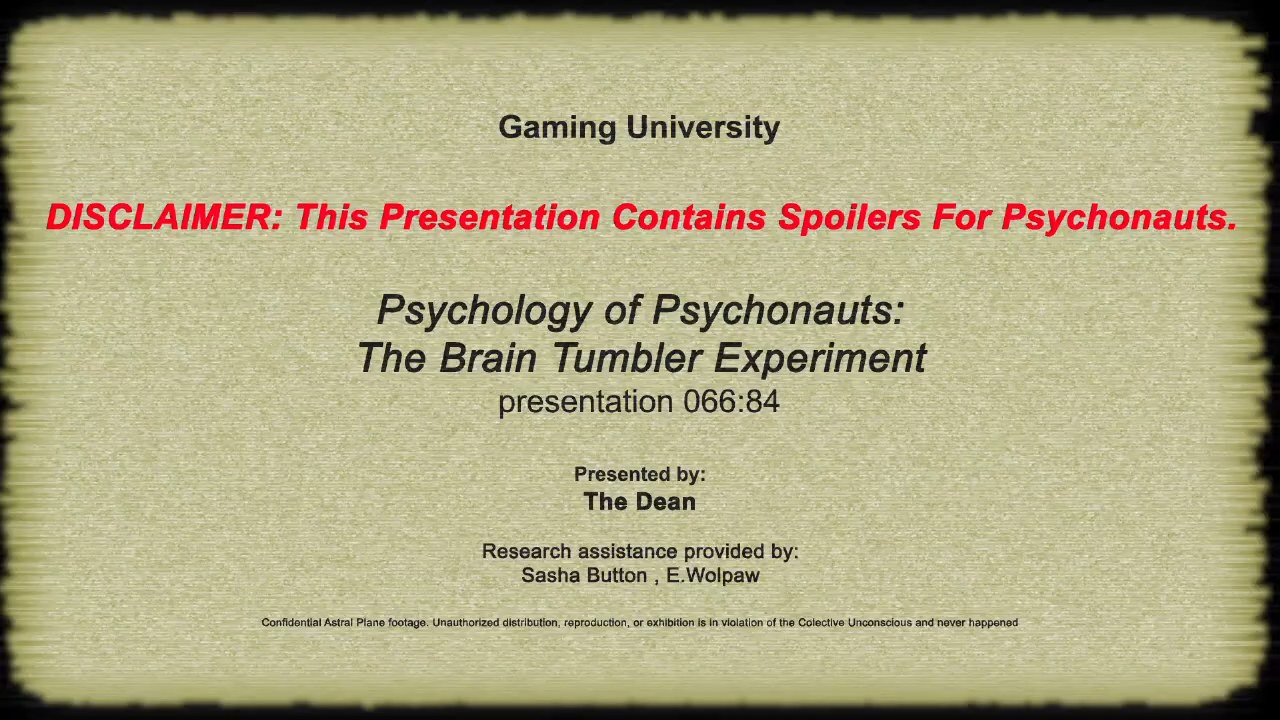 Gaming University
DISCLAIMER: This Presentation Contains Spoilers For Psychonauts.
Psychology of Psychonauts:
The Brain Tumbler Experiment
presentation 066:84
Presented by:
The Dean
Research assistance provided by:
Sasha Button , E.Wolpaw
Confidential Astral Plane footage. Unauthorized distribution, reproduction, or exhibition is in violation of the Colective Unconscious and never happened